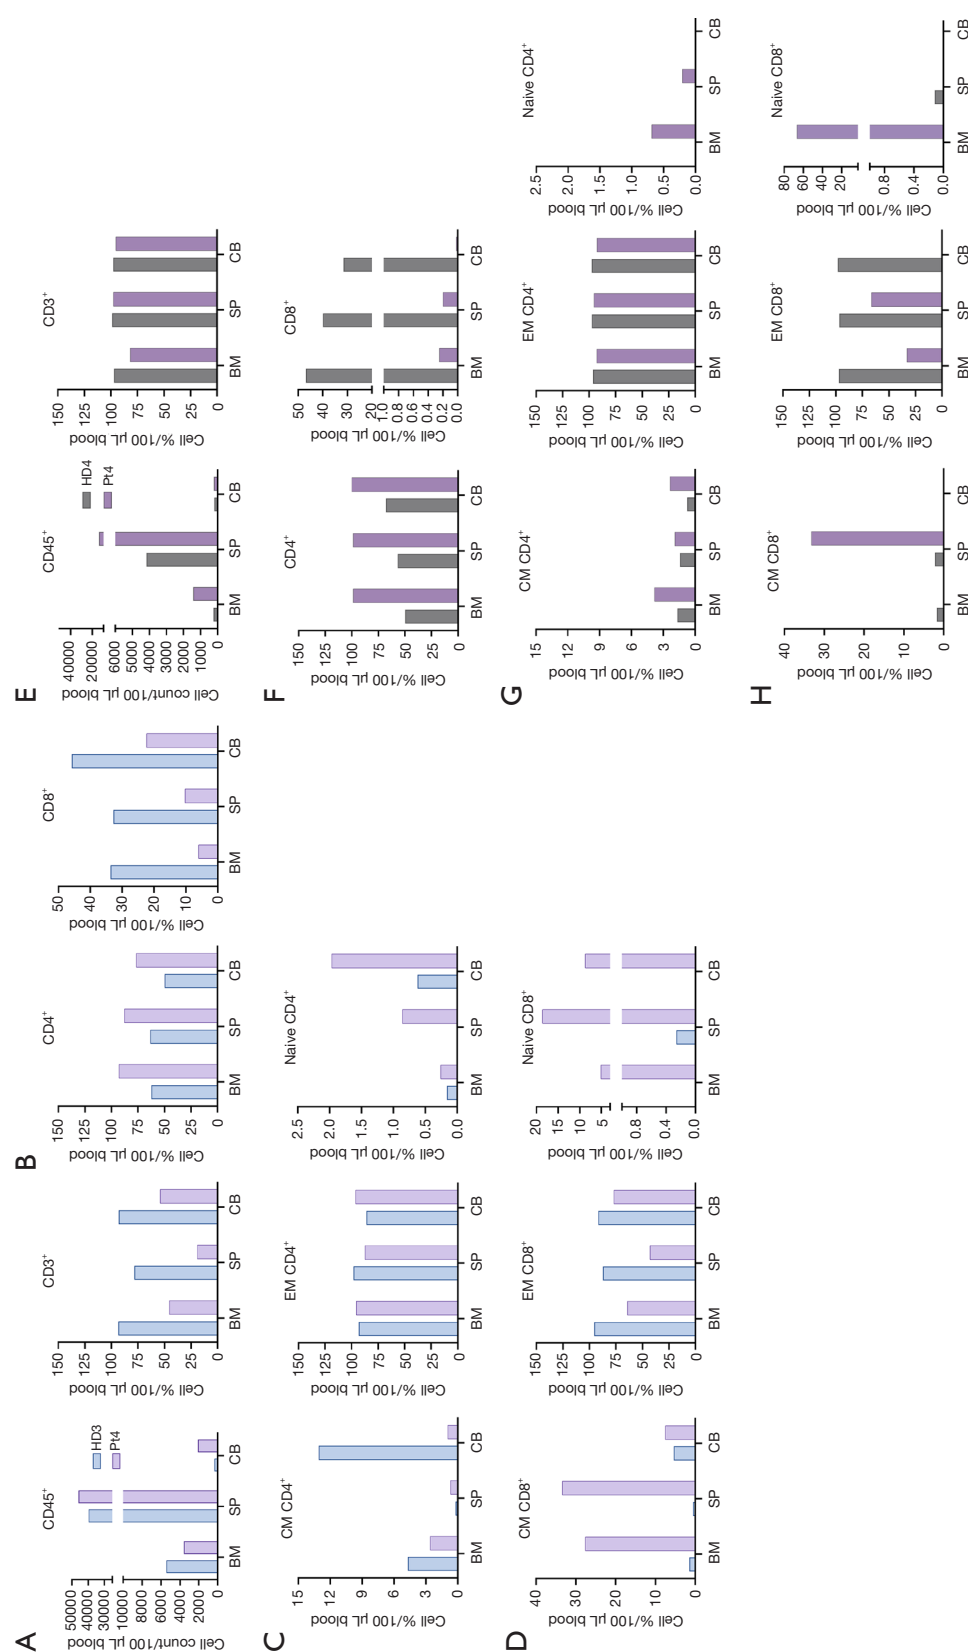 A
CD45⁺
Cell count/100 μL blood
50000
40000
30000
10000
8000
6000
4000
2000
0
BM SP CB
HD3
Pt4
CD3⁺
Cell %/100 μL blood
150
125
100
75
50
25
0
BM SP CB
B
CD4⁺
Cell %/100 μL blood
150
125
100
75
50
25
0
BM SP CB
CD8⁺
Cell %/100 μL blood
50
40
30
20
10
0
BM SP CB
C
CM CD4⁺
Cell %/100 μL blood
15
12
9
6
3
0
BM SP CB
EM CD4⁺
Cell %/100 μL blood
150
125
100
75
50
25
0
BM SP CB
Naive CD4⁺
Cell %/100 μL blood
2.5
2.0
1.5
1.0
0.5
0.0
BM SP CB
D
CM CD8⁺
Cell %/100 μL blood
40
30
20
10
0
BM SP CB
EM CD8⁺
Cell %/100 μL blood
150
125
100
75
50
25
0
BM SP CB
Naive CD8⁺
Cell %/100 μL blood
20
15
10
5
0.8
0.4
0.0
BM SP CB
E
CD45⁺
Cell count/100 μL blood
40000
20000
6000
5000
4000
3000
2000
1000
0
BM SP CB
HD4
Pt4
CD3⁺
Cell %/100 μL blood
150
125
100
75
50
25
0
BM SP CB
F
CD4⁺
Cell %/100 μL blood
150
125
100
75
50
25
0
BM SP CB
CD8⁺
Cell %/100 μL blood
50
40
30
20
1.0
0.8
0.6
0.4
0.2
0.0
BM SP CB
G
CM CD4⁺
Cell %/100 μL blood
15
12
9
6
3
0
BM SP CB
EM CD4⁺
Cell %/100 μL blood
150
125
100
75
50
25
0
BM SP CB
Naive CD4⁺
Cell %/100 μL blood
2.5
2.0
1.5
1.0
0.5
0.0
BM SP CB
H
CM CD8⁺
Cell %/100 μL blood
40
30
20
10
0
BM SP CB
EM CD8⁺
Cell %/100 μL blood
150
125
100
75
50
25
0
BM SP CB
Naive CD8⁺
Cell %/100 μL blood
80
60
40
20
0.8
0.4
0.0
BM SP CB